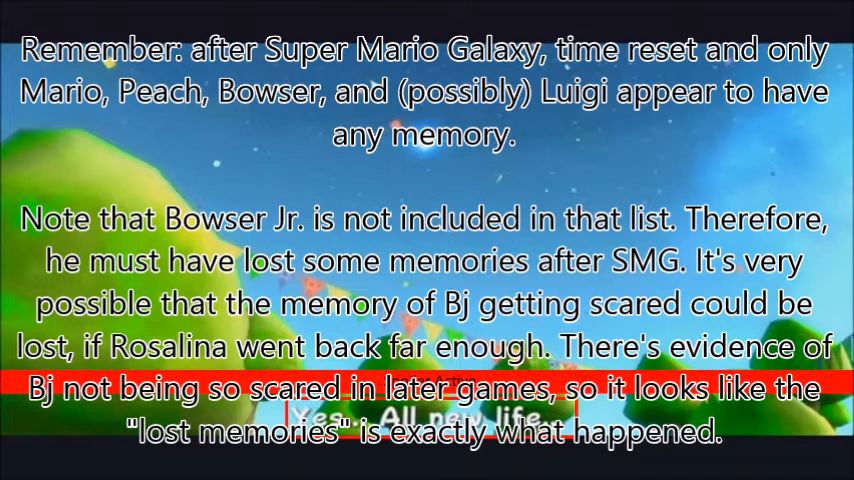 Remember: after Super Mario Galaxy, time reset and only
Mario, Peach, Bowser, and (possibly) Luigi appear to have
any memory.
Note that Bowser Jr. is not included in that list. Therefore,
he must have lost some memories after SMG. It's very
possible that the memory of Bj getting scared could be
lost, if Rosalina went back far enough. There's evidence of
Bj not being so scared in later games, so it looks like the
Yes... All new life.
"lost memories" is exactly what happened.